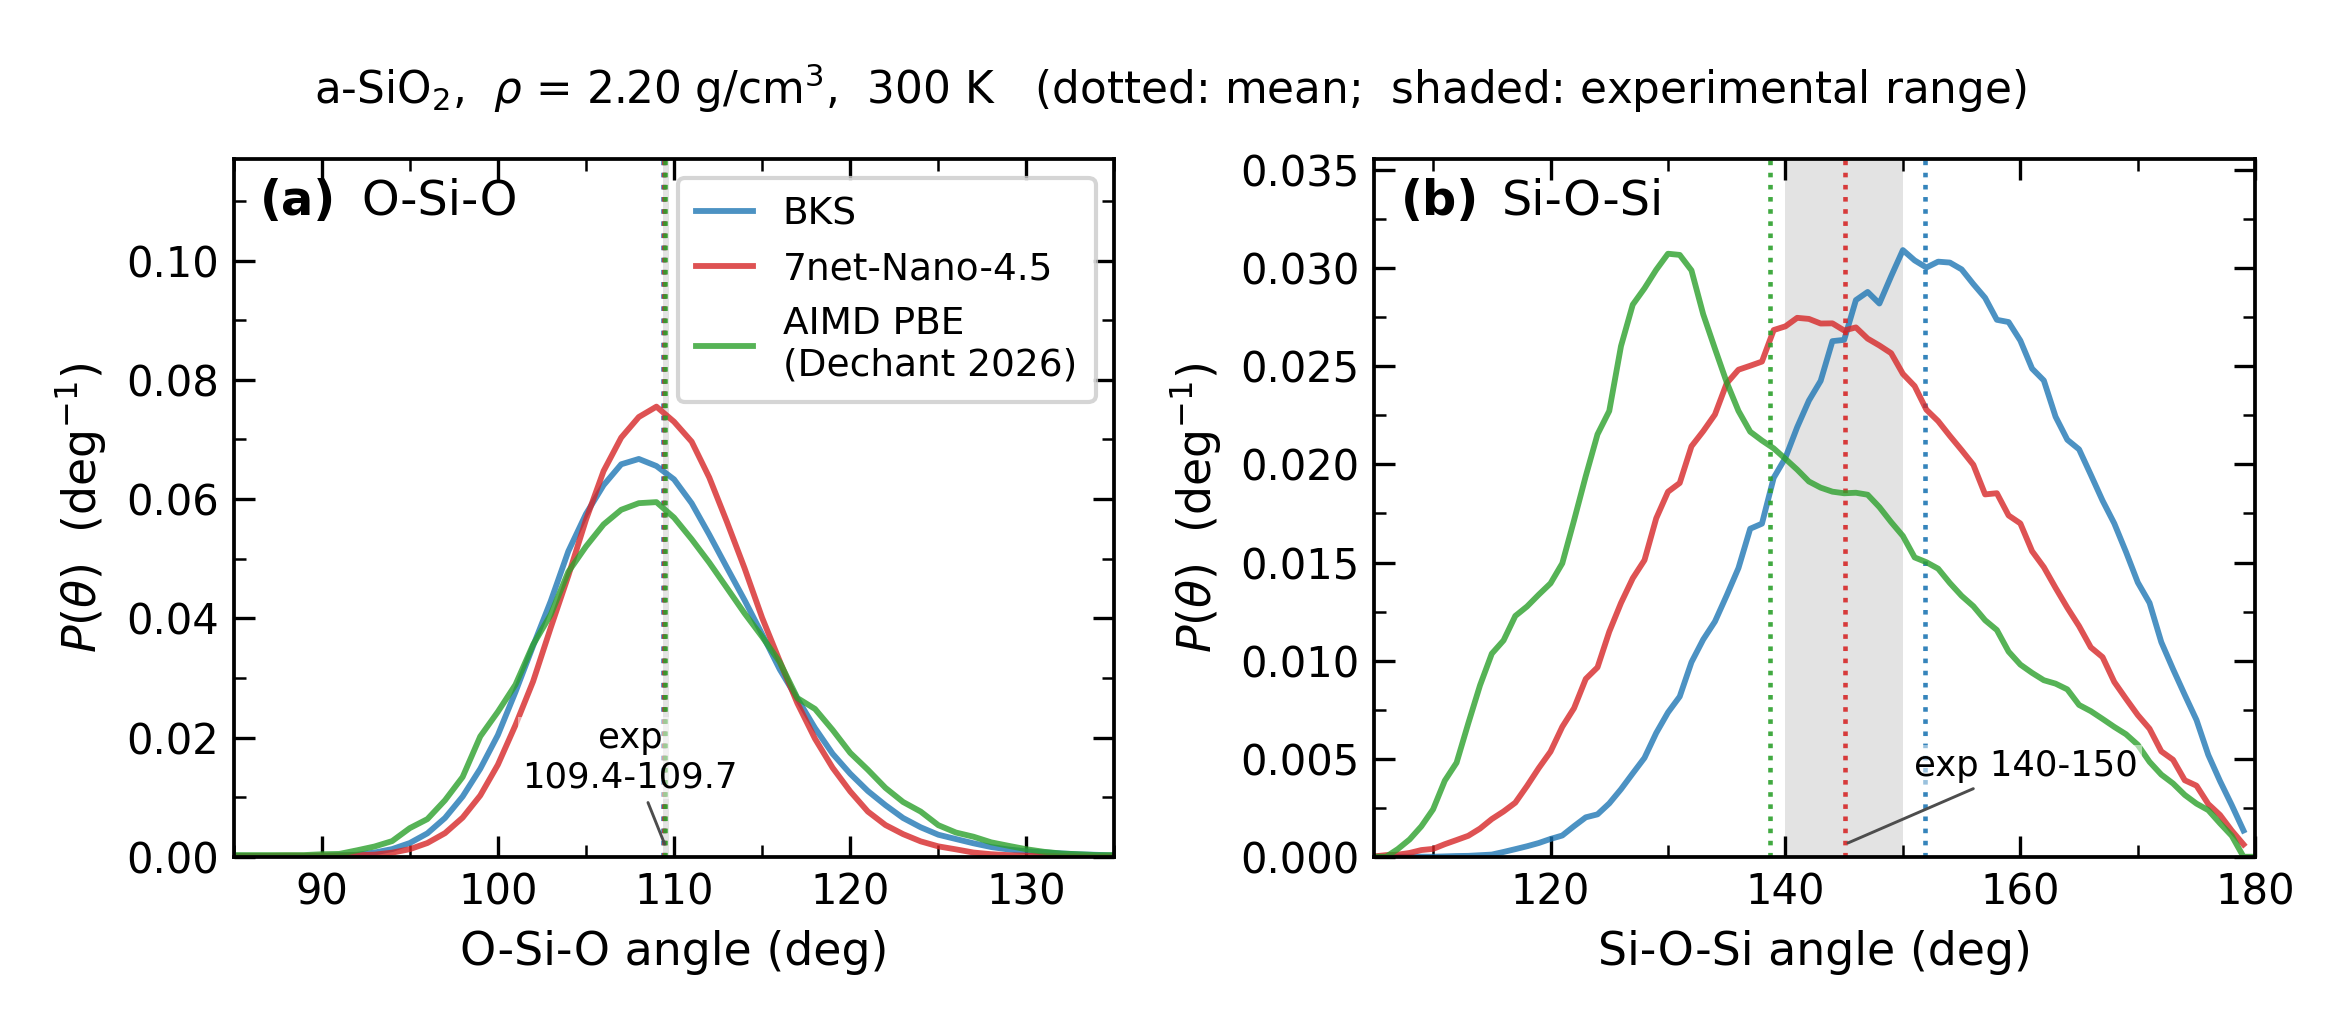 a-SiO₂, ρ = 2.20 g/cm³, 300 K (dotted: mean; shaded: experimental range)
(a) O-Si-O
BKS
7net-Nano-4.5
AIMD PBE
(Dechant 2026)
exp
109.4-109.7
P(θ) (deg⁻¹)
0.10
0.08
0.06
0.04
0.02
0.00
90 100 110 120 130
O-Si-O angle (deg)
(b) Si-O-Si
exp 140-150
P(θ) (deg⁻¹)
0.035
0.030
0.025
0.020
0.015
0.010
0.005
0.000
120 140 160 180
Si-O-Si angle (deg)